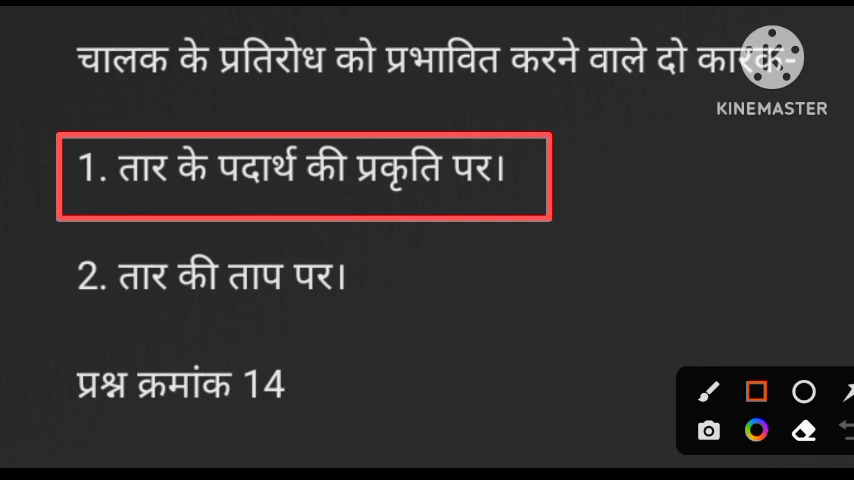 चालक के प्रतिरोध को प्रभावित करने वाले दो कारक-
KINEMASTER
1. तार के पदार्थ की प्रकृति पर।
2. तार की ताप पर।
प्रश्न क्रमांक 14